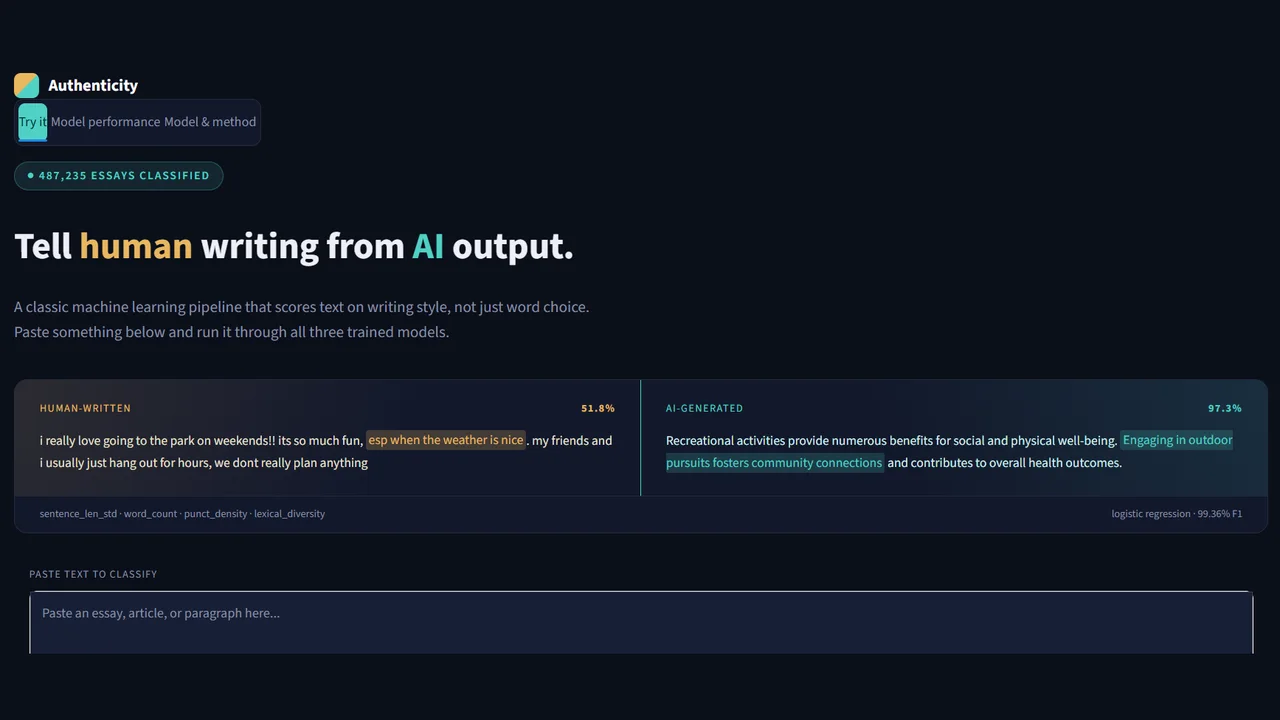 Authenticity
Try it Model performance Model & method
487,235 ESSAYS CLASSIFIED
Tell human writing from AI output.
A classic machine learning pipeline that scores text on writing style, not just word choice.
Paste something below and run it through all three trained models.
HUMAN-WRITTEN 51.8%
i really love going to the park on weekends!! its so much fun, esp when the weather is nice . my friends and
i usually just hang out for hours, we dont really plan anything
AI-GENERATED 97.3%
Recreational activities provide numerous benefits for social and physical well-being. Engaging in outdoor
pursuits fosters community connections and contributes to overall health outcomes.
sentence_len_std · word_count · punct_density · lexical_diversity
logistic regression · 99.36% F1
PASTE TEXT TO CLASSIFY
Paste an essay, article, or paragraph here...